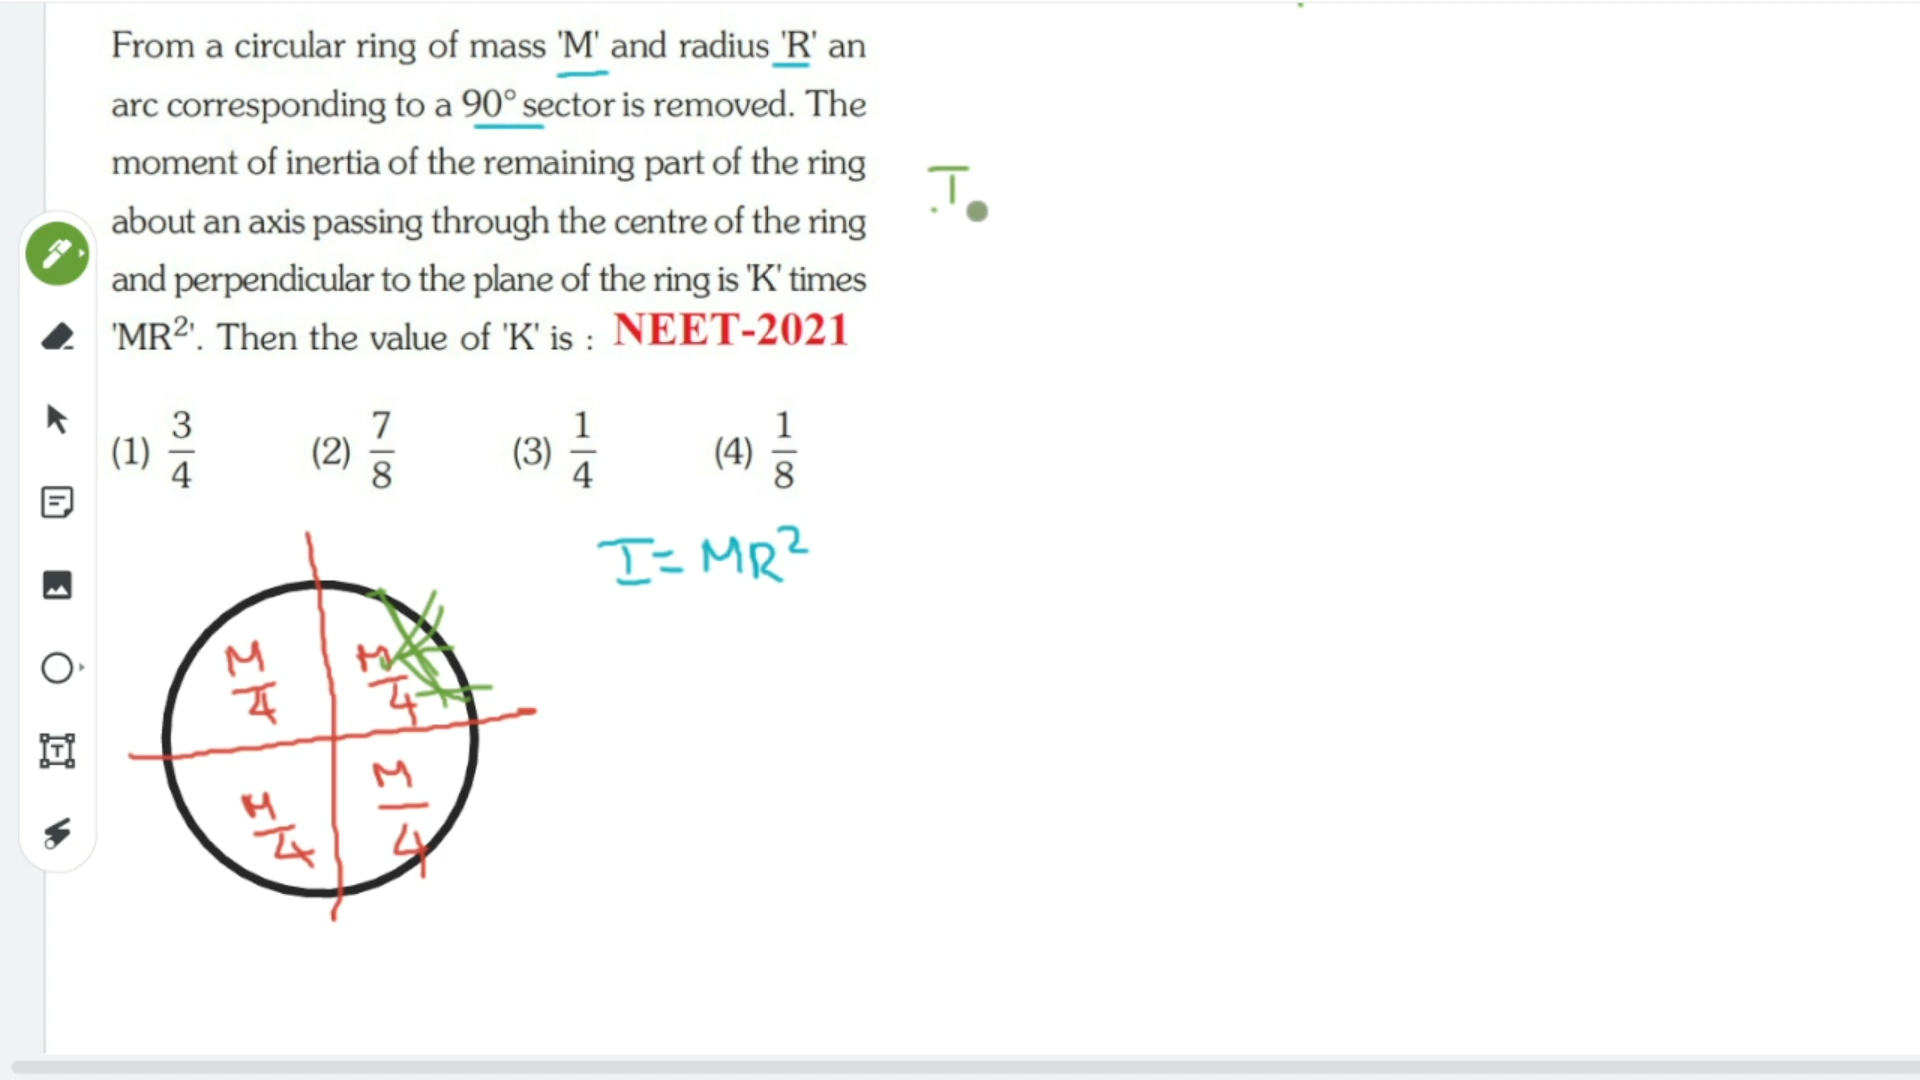 From a circular ring of mass 'M' and radius 'R' an
arc corresponding to a 90° sector is removed. The
moment of inertia of the remaining part of the ring
about an axis passing through the centre of the ring
and perpendicular to the plane of the ring is 'K' times
'MR²'. Then the value of 'K' is : NEET-2021
(1) 3/4 (2) 7/8 (3) 1/4 (4) 1/8
I = MR²
M/4 M/4
M/4 M/4